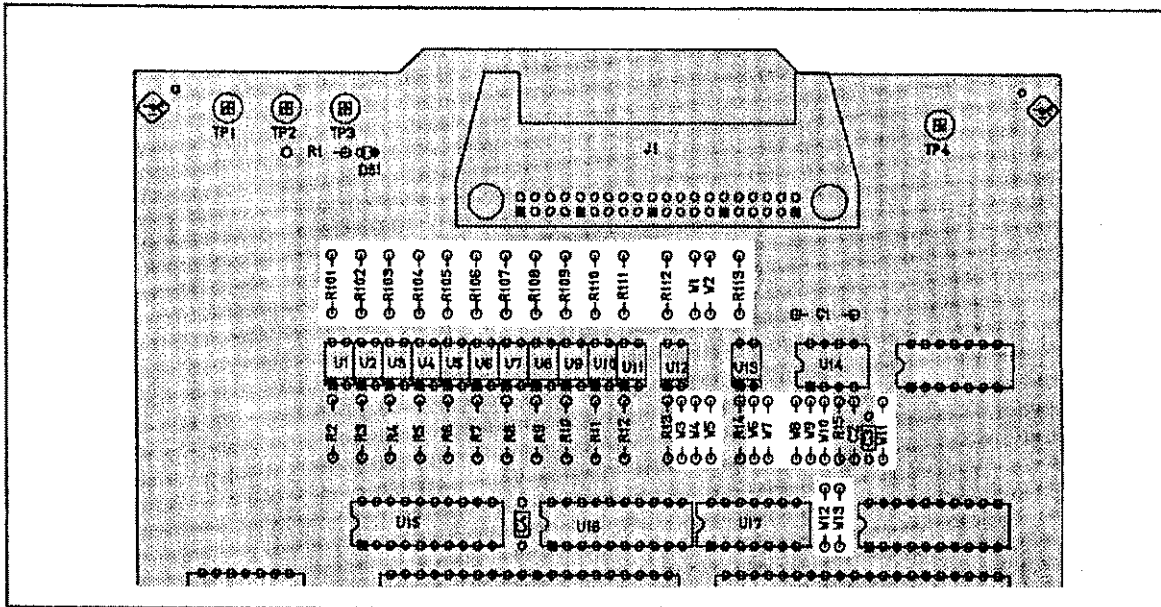 TP1 TP2 TP3 TP4
R1 J1
DS1
R101 R102 R103 R104 R105 R106 R107 R108 R109 R110 R111 R112 W1 W2 R113
C1
U1 U2 U3 U4 U5 U6 U7 U8 U9 U10 U11 U12 U13 U14
R2 R3 R4 R5 R6 R7 R8 R9 R10 R11 R12 R13 W3 W4 W5 R14 W6 W7 W8 W9 W10 R15 W11
U15 U16 U17 W12 W13